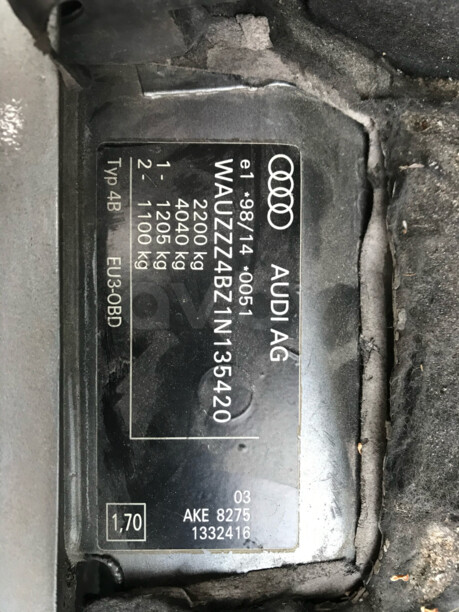 AUDI AG
e1 *98/14 *0051
WAUZZZ4BZ1N135420
2200 kg
4040 kg
1- 1205 kg
2- 1100 kg
Typ 4B EU3-OBD
03
AKE 8275
1332416
1,70